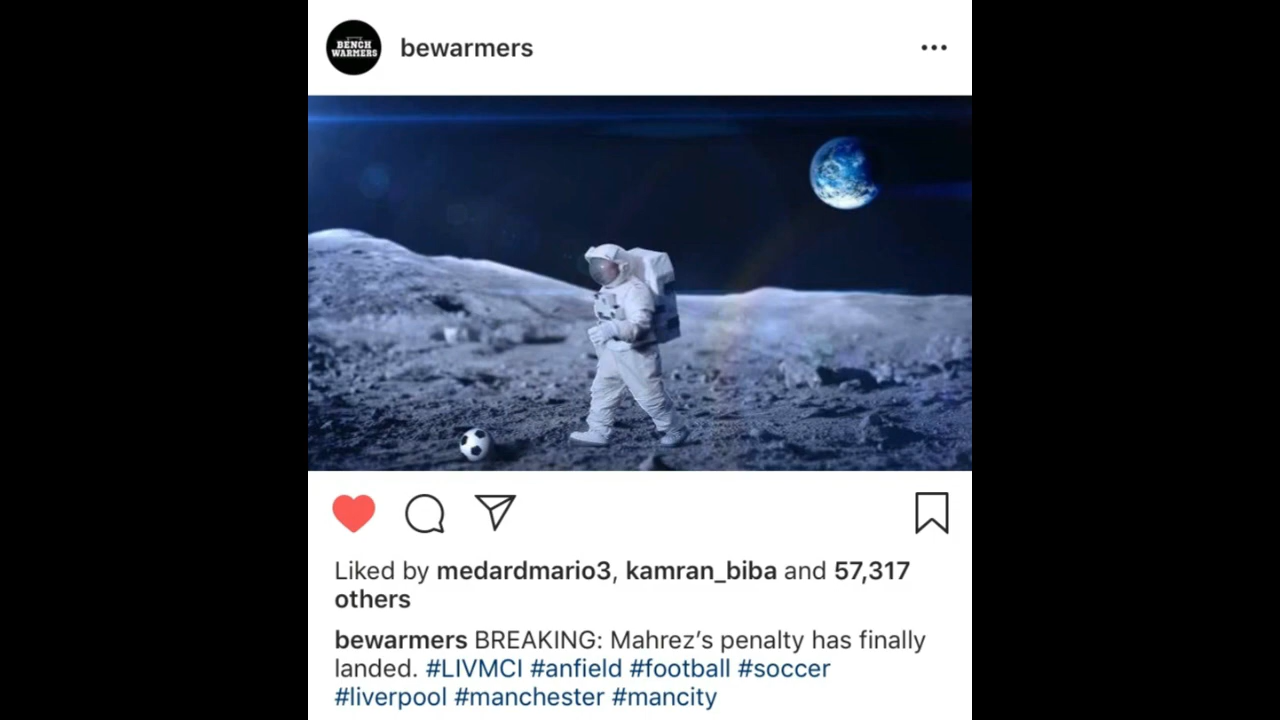 BENCH
WARMERS
bewarmers
Liked by medardmario3, kamran_biba and 57,317
others
bewarmers BREAKING: Mahrez’s penalty has finally
landed. #LIVMCI #anfield #football #soccer
#liverpool #manchester #mancity